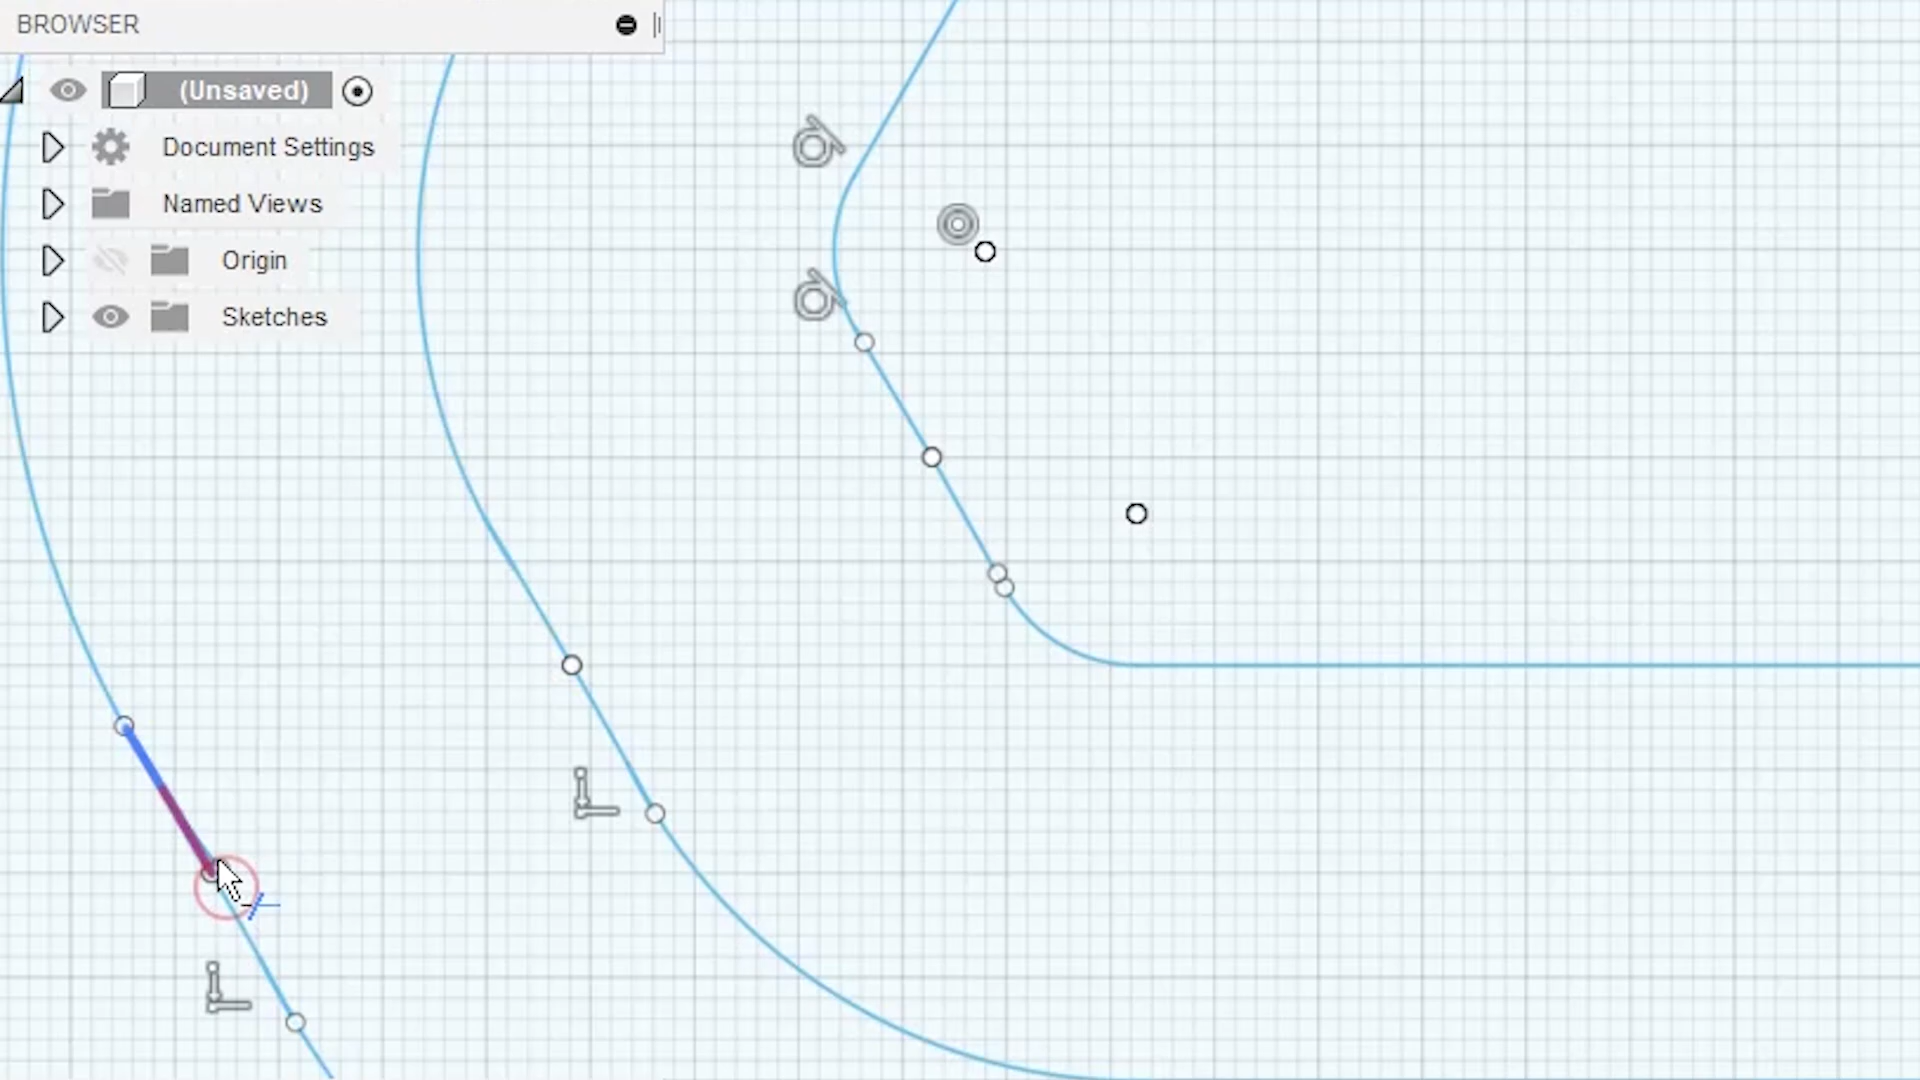 BROWSER
(Unsaved)
Document Settings
Named Views
Origin
Sketches